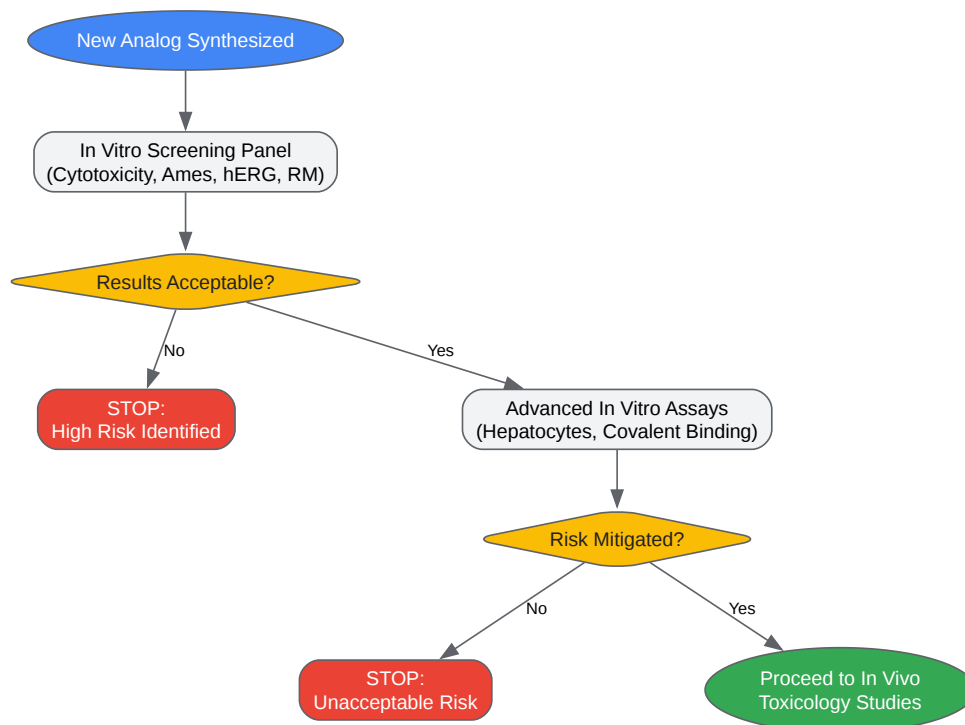 New Analog Synthesized
In Vitro Screening Panel
(Cytotoxicity, Ames, hERG, RM)
Results Acceptable?
No
Yes
STOP:
High Risk Identified
Advanced In Vitro Assays
(Hepatocytes, Covalent Binding)
Risk Mitigated?
No
Yes
STOP:
Unacceptable Risk
Proceed to In Vivo
Toxicology Studies